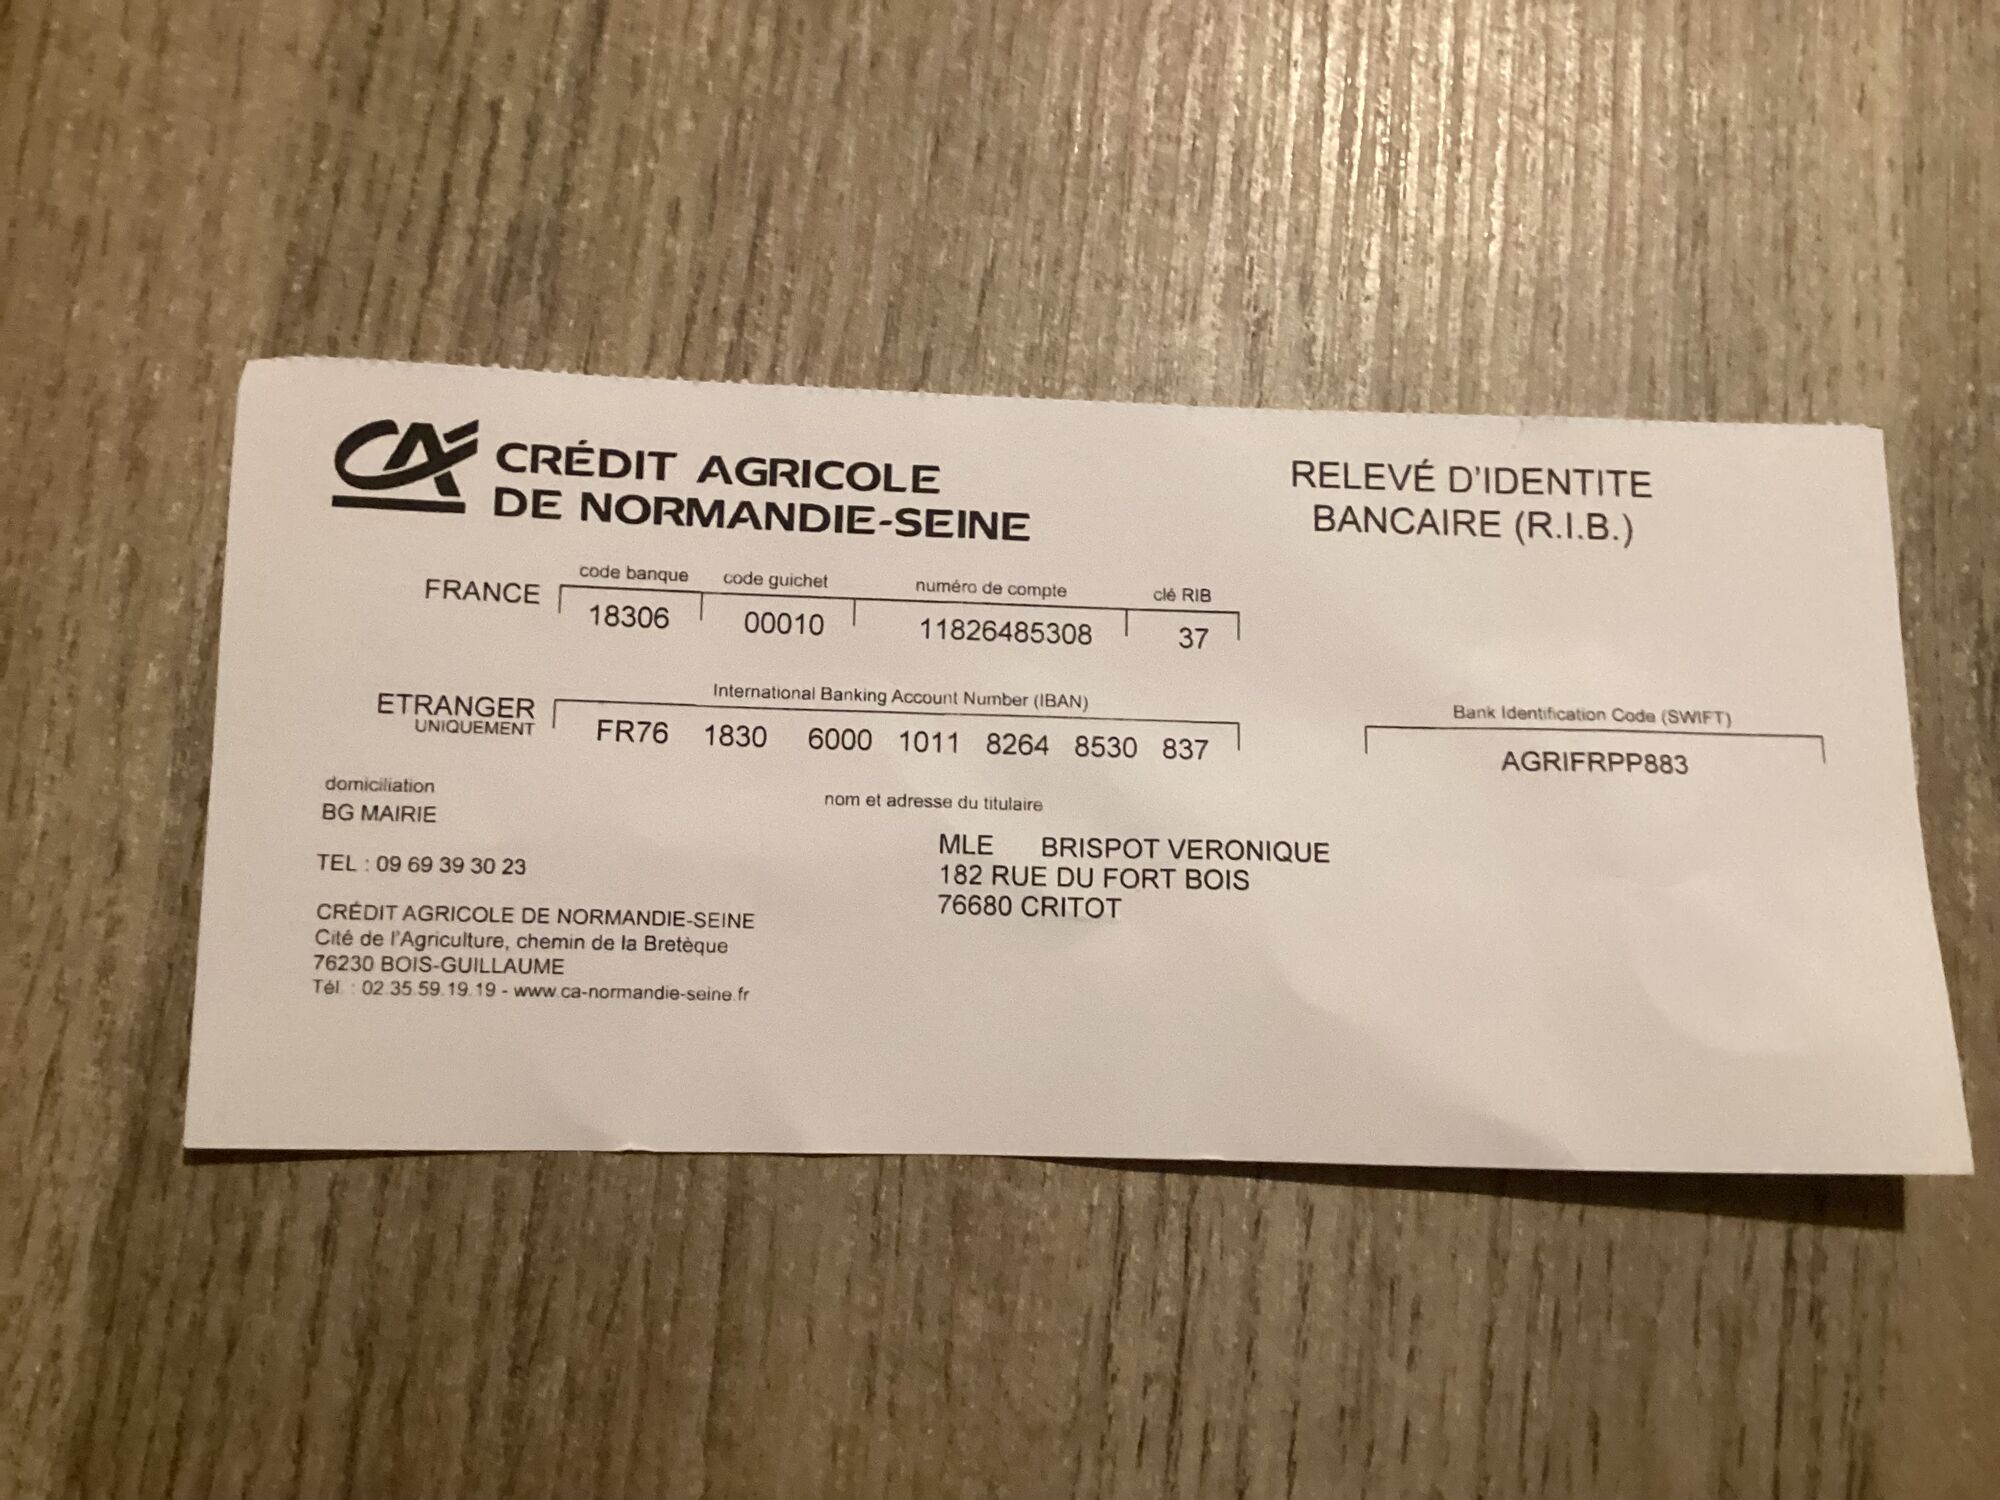 CA CRÉDIT AGRICOLE
DE NORMANDIE-SEINE
RELEVÉ D'IDENTITE
BANCAIRE (R.I.B.)
code banque code guichet numéro de compte clé RIB
FRANCE 18306 00010 11826485308 37
International Banking Account Number (IBAN)
ETRANGER
UNIQUEMENT
FR76 1830 6000 1011 8264 8530 837
Bank Identification Code (SWIFT)
AGRIFRPP883
domiciliation
BG MAIRIE
TEL : 09 69 39 30 23
CRÉDIT AGRICOLE DE NORMANDIE-SEINE
Cité de l'Agriculture, chemin de la Bretèque
76230 BOIS-GUILLAUME
Tél. : 02.35.59.19.19 - www.ca-normandie-seine.fr
nom et adresse du titulaire
MLE BRISPOT VERONIQUE
182 RUE DU FORT BOIS
76680 CRITOT